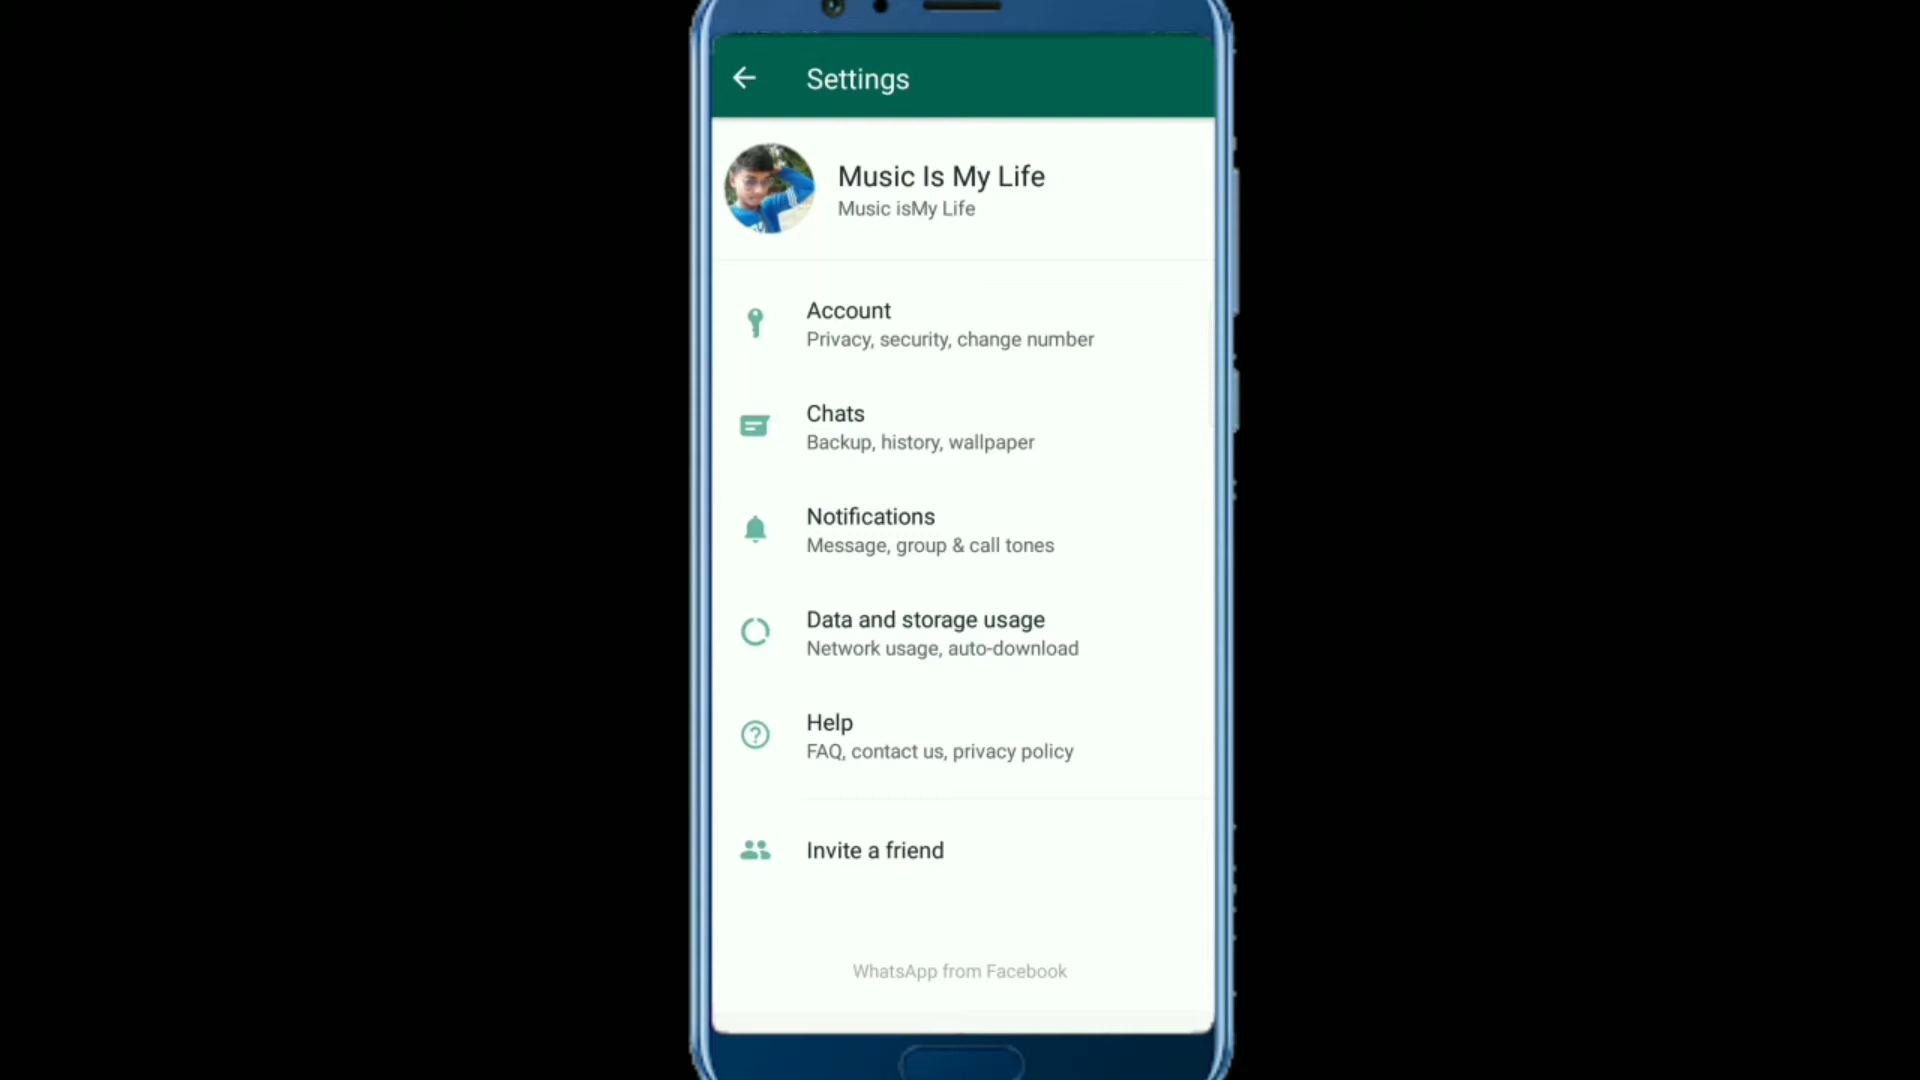 Settings
Music Is My Life
Music isMy Life
Account
Privacy, security, change number
Chats
Backup, history, wallpaper
Notifications
Message, group & call tones
Data and storage usage
Network usage, auto-download
Help
FAQ, contact us, privacy policy
Invite a friend
WhatsApp from Facebook